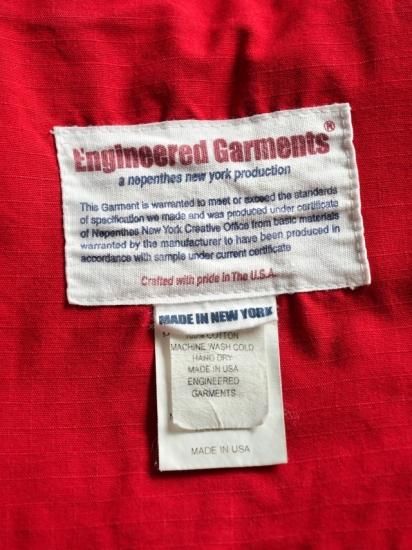 Engineered Garments®
a nepenthes new york production
This Garment is warranted to meet or exceed the standards
of specification we made and was produced under certificate
of Nepenthes New York Creative Office from basic materials
warranted by the manufacturer to have been produced in
accordance with sample under current certificate
Crafted with pride in The U.S.A.
MADE IN NEW YORK
100% COTTON
MACHINE WASH COLD
HANG DRY
MADE IN USA
ENGINEERED
GARMENTS
MADE IN USA